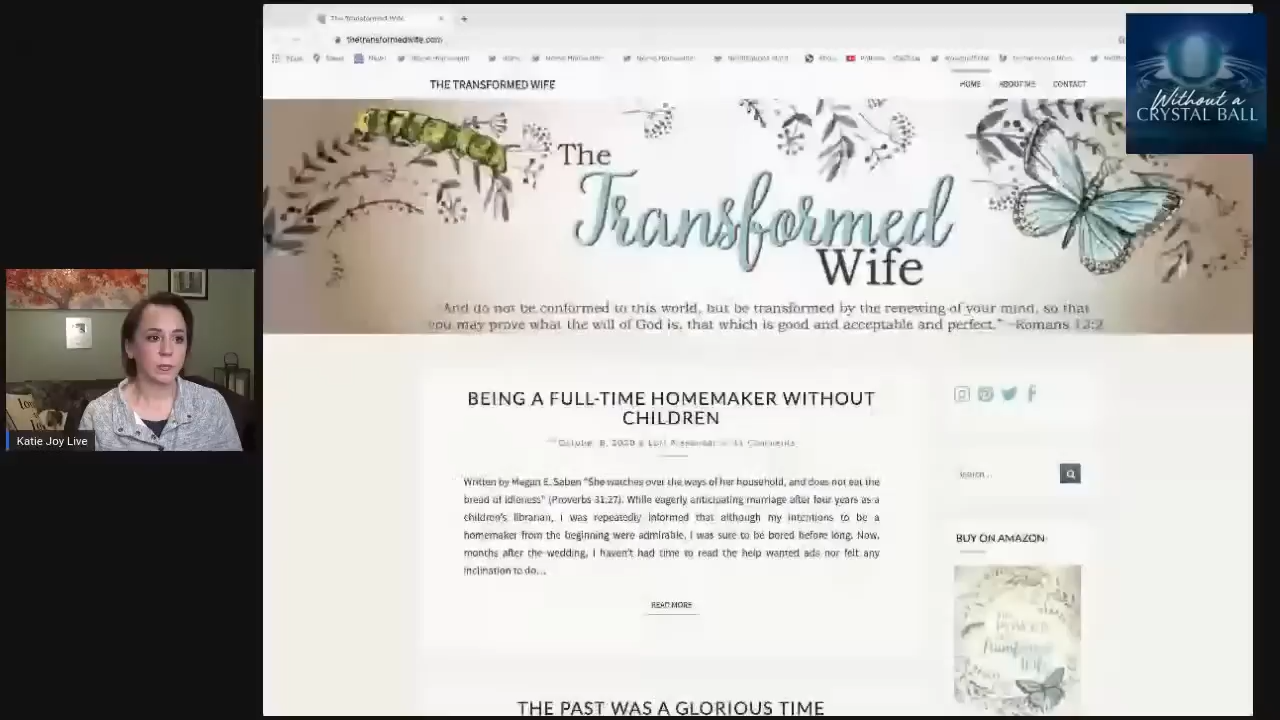 The Transformed Wife
thetransformedwife.com
THE TRANSFORMED WIFE
HOME ABOUT ME CONTACT
Without a
CRYSTAL BALL
The
Transformed
Wife
And do not be conformed to this world, but be transformed by the renewing of your mind, so that
you may prove what the will of God is, that which is good and acceptable and perfect." ~Romans 12:2
Katie Joy Live
BEING A FULL-TIME HOMEMAKER WITHOUT
CHILDREN
Written by Megan E. Saben "She watches over the ways of her household, and does not eat the
bread of idleness" (Proverbs 31:27). While eagerly anticipating marriage after four years as a
children's librarian, I was repeatedly informed that although my intentions to be a
homemaker from the beginning were admirable, I was sure to be bored before long. Now,
months after the wedding, I haven't had time to read the help wanted ads nor felt any
inclination to do...
READ MORE
Search ...
BUY ON AMAZON
THE PAST WAS A GLORIOUS TIME